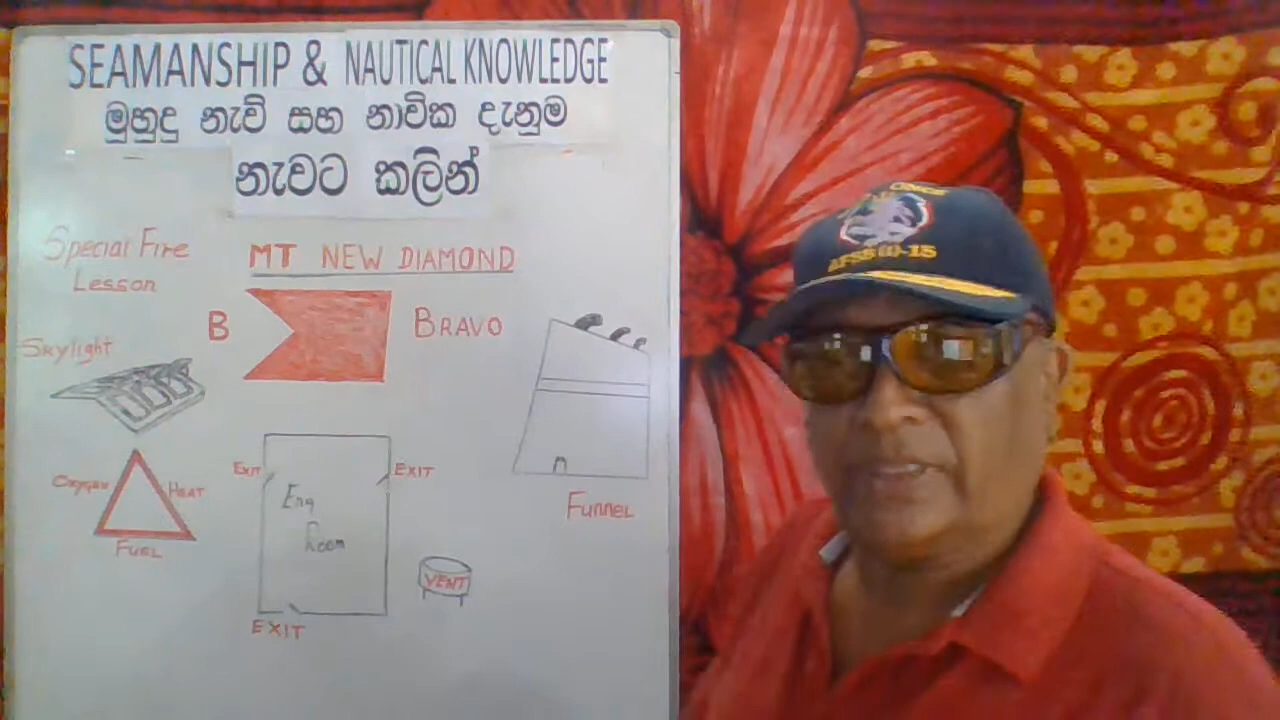 SEAMANSHIP & NAUTICAL KNOWLEDGE
මුහුදු නැව් සහ නාවික දැනුම
නැවට කලින්
Special Fire
Lesson
MT NEW DIAMOND
B
BRAVO
Skylight
OXYGEN
HEAT
FUEL
EXIT
EXIT
Eng
Room
EXIT
VENT
Funnel